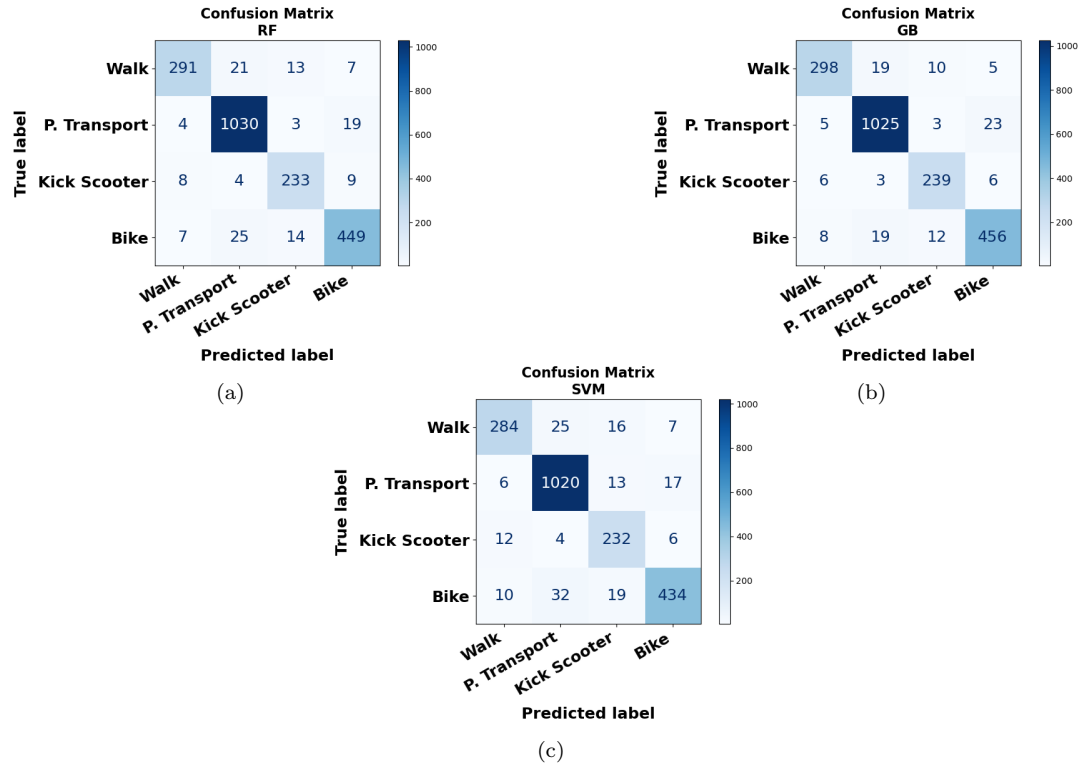 Confusion Matrix
RF
True label
Walk 291 21 13 7
P. Transport 4 1030 3 19
Kick Scooter 8 4 233 9
Bike 7 25 14 449
Walk P. Transport Kick Scooter Bike
Predicted label
1000
800
600
400
200
(a)
Confusion Matrix
GB
True label
Walk 298 19 10 5
P. Transport 5 1025 3 23
Kick Scooter 6 3 239 6
Bike 8 19 12 456
Walk P. Transport Kick Scooter Bike
Predicted label
1000
800
600
400
200
(b)
Confusion Matrix
SVM
True label
Walk 284 25 16 7
P. Transport 6 1020 13 17
Kick Scooter 12 4 232 6
Bike 10 32 19 434
Walk P. Transport Kick Scooter Bike
Predicted label
1000
800
600
400
200
(c)